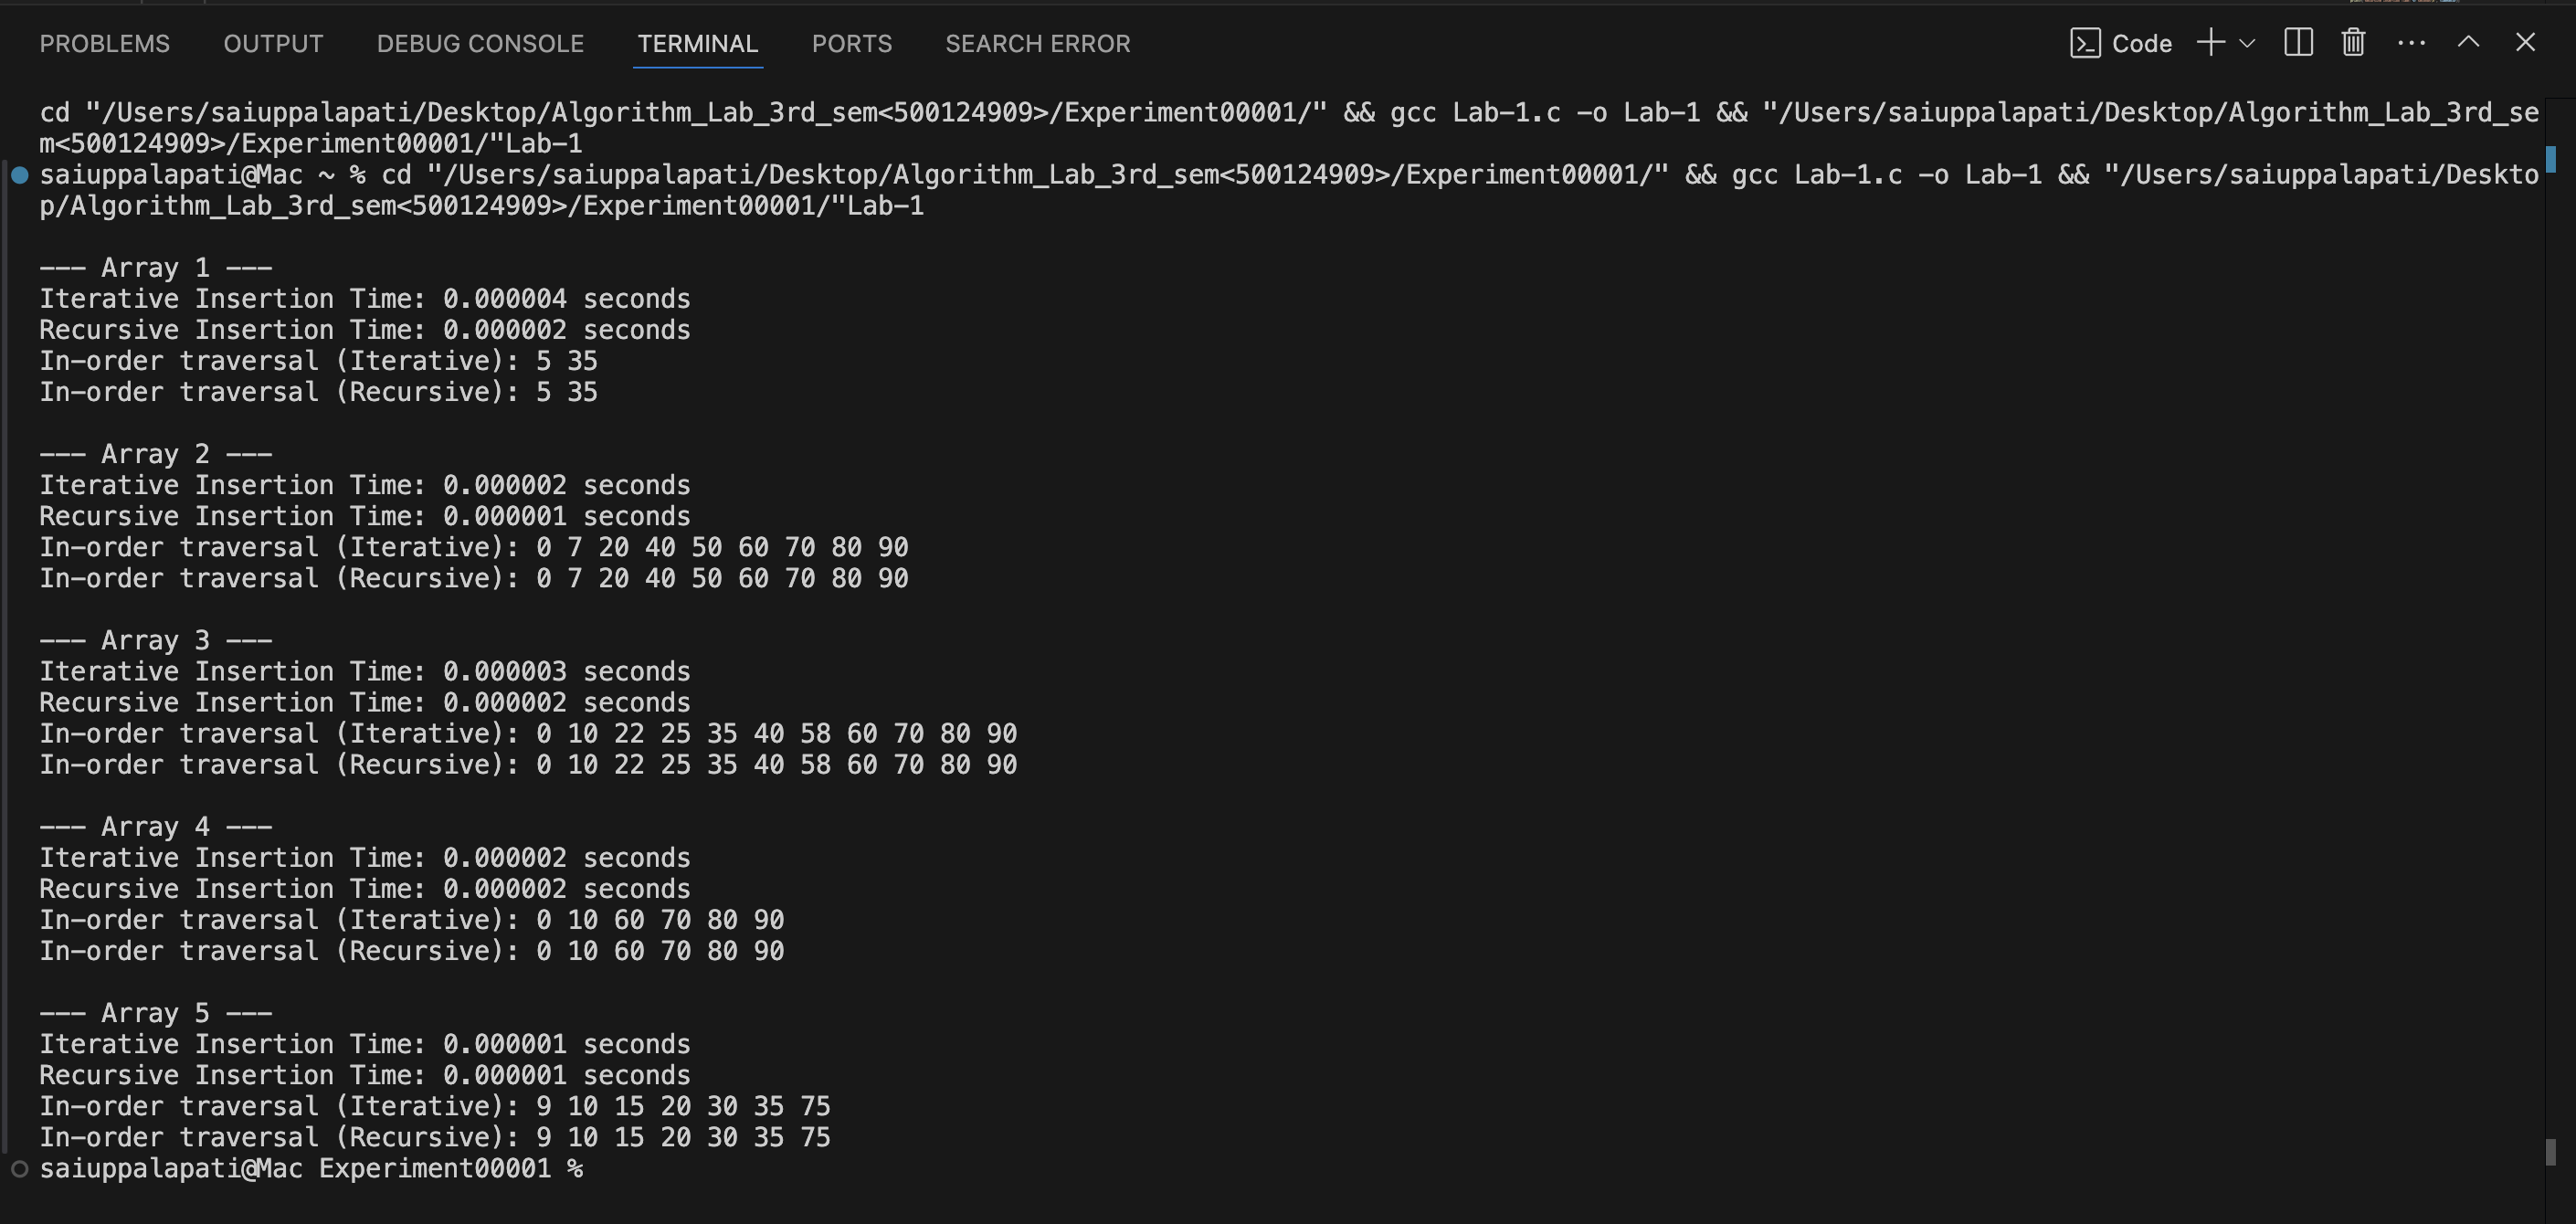 PROBLEMS OUTPUT DEBUG CONSOLE TERMINAL PORTS SEARCH ERROR Code
cd "/Users/saiuppalapati/Desktop/Algorithm_Lab_3rd_sem<500124909>/Experiment00001/" && gcc Lab-1.c -o Lab-1 && "/Users/saiuppalapati/Desktop/Algorithm_Lab_3rd_se
m<500124909>/Experiment00001/"Lab-1
saiuppalapati@Mac ~ % cd "/Users/saiuppalapati/Desktop/Algorithm_Lab_3rd_sem<500124909>/Experiment00001/" && gcc Lab-1.c -o Lab-1 && "/Users/saiuppalapati/Deskto
p/Algorithm_Lab_3rd_sem<500124909>/Experiment00001/"Lab-1
--- Array 1 ---
Iterative Insertion Time: 0.000004 seconds
Recursive Insertion Time: 0.000002 seconds
In-order traversal (Iterative): 5 35
In-order traversal (Recursive): 5 35
--- Array 2 ---
Iterative Insertion Time: 0.000002 seconds
Recursive Insertion Time: 0.000001 seconds
In-order traversal (Iterative): 0 7 20 40 50 60 70 80 90
In-order traversal (Recursive): 0 7 20 40 50 60 70 80 90
--- Array 3 ---
Iterative Insertion Time: 0.000003 seconds
Recursive Insertion Time: 0.000002 seconds
In-order traversal (Iterative): 0 10 22 25 35 40 58 60 70 80 90
In-order traversal (Recursive): 0 10 22 25 35 40 58 60 70 80 90
--- Array 4 ---
Iterative Insertion Time: 0.000002 seconds
Recursive Insertion Time: 0.000002 seconds
In-order traversal (Iterative): 0 10 60 70 80 90
In-order traversal (Recursive): 0 10 60 70 80 90
--- Array 5 ---
Iterative Insertion Time: 0.000001 seconds
Recursive Insertion Time: 0.000001 seconds
In-order traversal (Iterative): 9 10 15 20 30 35 75
In-order traversal (Recursive): 9 10 15 20 30 35 75
saiuppalapati@Mac Experiment00001 %